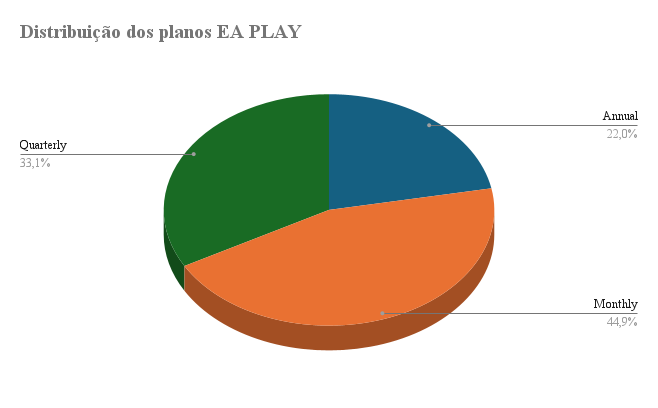 Distribuição dos planos EA PLAY
Annual
22,0%
Quarterly
33,1%
Monthly
44,9%